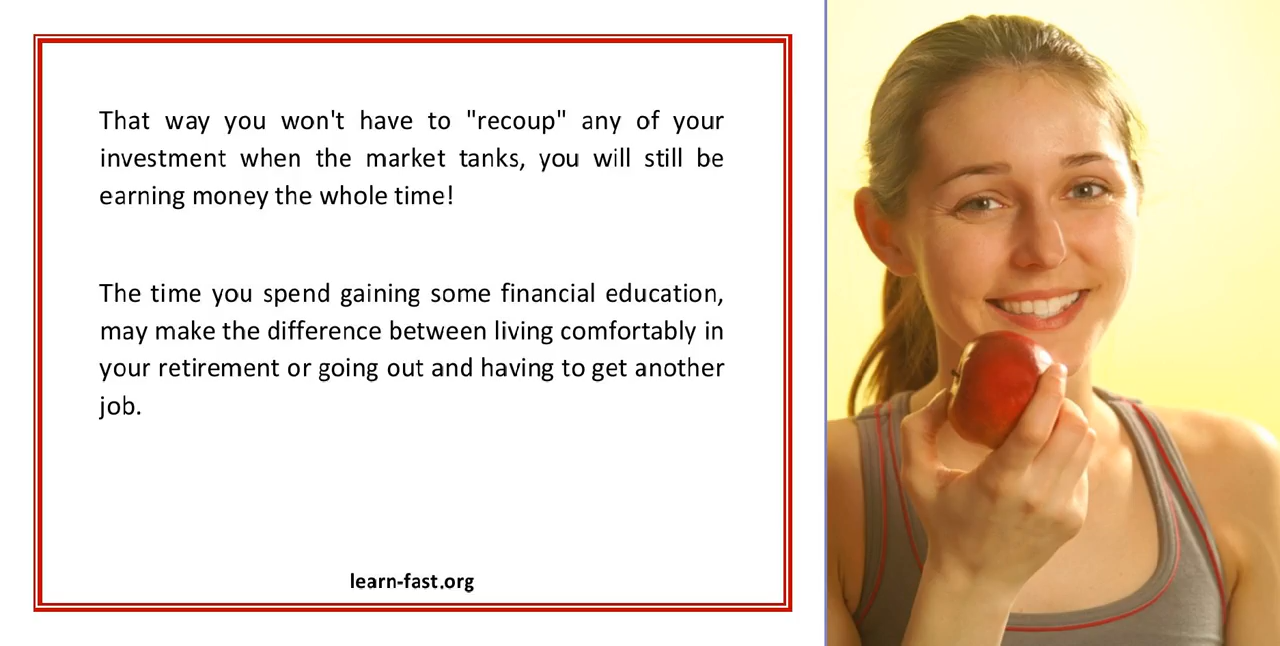 That way you won't have to "recoup" any of your
investment when the market tanks, you will still be
earning money the whole time!
The time you spend gaining some financial education,
may make the difference between living comfortably in
your retirement or going out and having to get another
job.
learn-fast.org